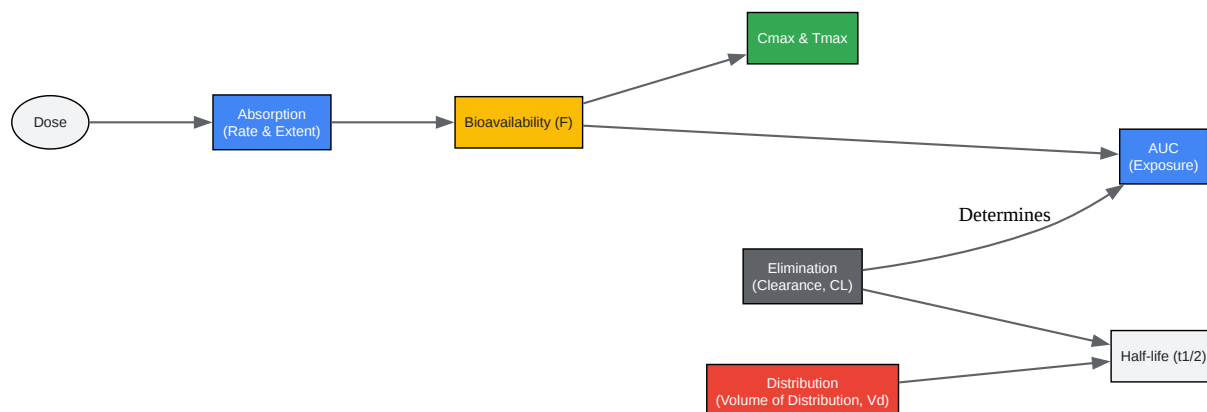 Cmax & Tmax
Dose
Absorption
(Rate & Extent)
Bioavailability (F)
AUC
(Exposure)
Determines
Elimination
(Clearance, CL)
Half-life (t1/2)
Distribution
(Volume of Distribution, Vd)